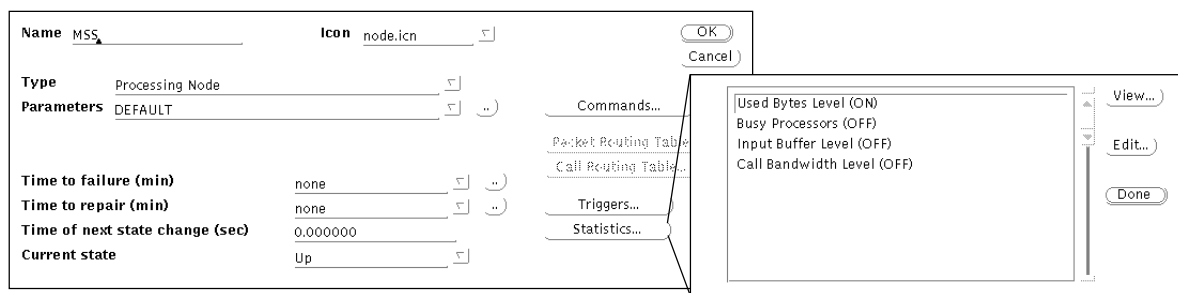 Name MSS Icon node.icn OK
Cancel
Type Processing Node
Parameters DEFAULT .. Commands...
Packet Routing Table
Call Routing Table...
Time to failure (min) none ..
Time to repair (min) none .. Triggers...
Time of next state change (sec) 0.000000 Statistics...
Current state Up
Used Bytes Level (ON) View...
Busy Processors (OFF)
Input Buffer Level (OFF) Edit...
Call Bandwidth Level (OFF)
Done